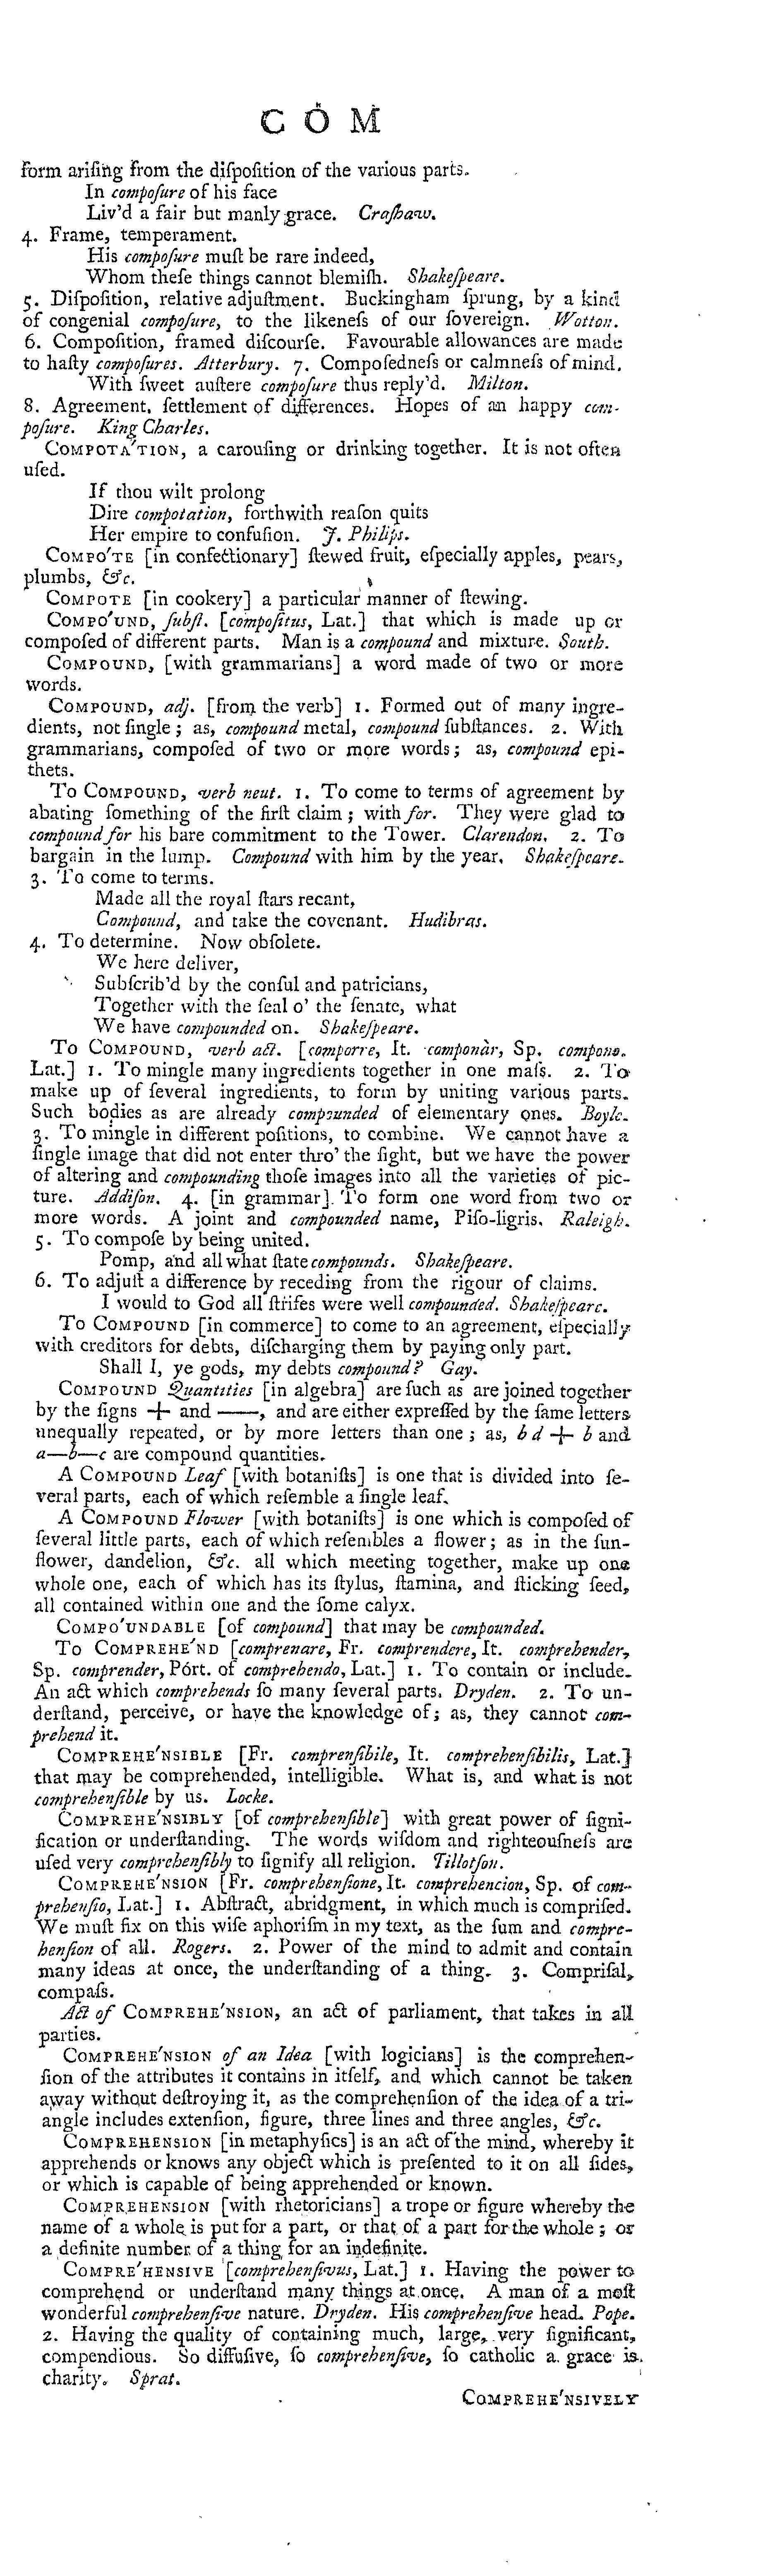 C O M
form ariſing from the diſpoſition of the various parts.
In compoſure of his face
Liv'd a fair but manly grace. Craſhaw.
4. Frame, temperament.
His compoſure muſt be rare indeed,
Whom theſe things cannot blemiſh. Shakeſpeare.
5. Diſpoſition, relative adjuſtment. Buckingham ſprung, by a kind
of congenial compoſure, to the likeneſs of our ſovereign. Wotton.
6. Compoſition, framed diſcourſe. Favourable allowances are made
to haſty compoſures. Atterbury. 7. Compoſedneſs or calmneſs of mind.
With ſweet auſtere compoſure thus reply'd. Milton.
8. Agreement, ſettlement of differences. Hopes of an happy com-
poſure. King Charles.
COMPOTA'TION, a carouſing or drinking together. It is not often
uſed.
If thou wilt prolong
Dire compotation, forthwith reaſon quits
Her empire to confuſion. J. Philips.
COMPO'TE [in confectionary] ſtewed fruit, eſpecially apples, pears,
plumbs, &c.
COMPOTE [in cookery] a particular manner of ſtewing.
COMPO'UND, ſubſt. [compoſitus, Lat.] that which is made up or
compoſed of different parts. Man is a compound and mixture. South.
COMPOUND, [with grammarians] a word made of two or more
words.
COMPOUND, adj. [from the verb] 1. Formed out of many ingre-
dients, not ſingle; as, compound metal, compound ſubſtances. 2. With
grammarians, compoſed of two or more words; as, compound epi-
thets.
To COMPOUND, verb neut. 1. To come to terms of agreement by
abating ſomething of the firſt claim; with for. They were glad to
compound for his bare commitment to the Tower. Clarendon. 2. To
bargain in the lump. Compound with him by the year. Shakeſpeare.
3. To come to terms.
Made all the royal ſtars recant,
Compound, and take the covenant. Hudibras.
4. To determine. Now obſolete.
We here deliver,
Subſcrib'd by the conſul and patricians,
Together with the ſeal o' the ſenate, what
We have compounded on. Shakeſpeare.
To COMPOUND, verb act. [comporre, It. componàr, Sp. compono.
Lat.] 1. To mingle many ingredients together in one maſs. 2. To
make up of ſeveral ingredients, to form by uniting various parts.
Such bodies as are already compounded of elementary ones. Boyle.
3. To mingle in different poſitions, to combine. We cannot have a
ſingle image that did not enter thro' the ſight, but we have the power
of altering and compounding thoſe images into all the varieties of pic-
ture. Addiſon. 4. [in grammar] To form one word from two or
more words. A joint and compounded name, Piſo-ligris. Raleigh.
5. To compoſe by being united.
Pomp, and all what ſtate compounds. Shakeſpeare.
6. To adjuſt a difference by receding from the rigour of claims.
I would to God all ſtrifes were well compounded. Shakeſpeare.
To COMPOUND [in commerce] to come to an agreement, eſpecially
with creditors for debts, diſcharging them by paying only part.
Shall I, ye gods, my debts compound? Gay.
COMPOUND Quantities [in algebra] are ſuch as are joined together
by the ſigns + and —, and are either expreſſed by the ſame letters
unequally repeated, or by more letters than one; as, b d + b and
a—b—c are compound quantities.
A COMPOUND Leaf [with botaniſts] is one that is divided into ſe-
veral parts, each of which reſemble a ſingle leaf.
A COMPOUND Flower [with botaniſts] is one which is compoſed of
ſeveral little parts, each of which reſembles a flower; as in the ſun-
flower, dandelion, &c. all which meeting together, make up one
whole one, each of which has its ſtylus, ſtamina, and ſticking ſeed,
all contained within one and the ſome calyx.
COMPO'UNDABLE [of compound] that may be compounded.
To COMPREHE'ND [comprenare, Fr. comprendere, It. comprehender,
Sp. comprender, Pórt. of comprehendo, Lat.] 1. To contain or include.
An act which comprehends ſo many ſeveral parts. Dryden. 2. To un-
derſtand, perceive, or have the knowledge of; as, they cannot com-
prehend it.
COMPREHE'NSIBLE [Fr. comprenſibile, It. comprehenſibilis, Lat.]
that may be comprehended, intelligible. What is, and what is not
comprehenſible by us. Locke.
COMPREHE'NSIBLY [of comprehenſible] with great power of ſigni-
fication or underſtanding. The words wiſdom and righteouſneſs are
uſed very comprehenſibly to ſignify all religion. Tillotſon.
COMPREHE'NSION [Fr. comprehenſione, It. comprehencion, Sp. of com-
prehenſio, Lat.] 1. Abſtract, abridgment, in which much is compriſed.
We muſt fix on this wiſe aphoriſm in my text, as the ſum and compre-
henſion of all. Rogers. 2. Power of the mind to admit and contain
many ideas at once, the underſtanding of a thing. 3. Compriſal,
compaſs.
Act of COMPREHE'NSION, an act of parliament, that takes in all
parties.
COMPREHE'NSION of an Idea [with logicians] is the comprehen-
ſion of the attributes it contains in itſelf, and which cannot be taken
away without deſtroying it, as the comprehenſion of the idea of a tri-
angle includes extenſion, figure, three lines and three angles, &c.
COMPREHENSION [in metaphyſics] is an act of the mind, whereby it
apprehends or knows any object which is preſented to it on all ſides,
or which is capable of being apprehended or known.
COMPREHENSION [with rhetoricians] a trope or figure whereby the
name of a whole is put for a part, or that of a part for the whole; or
a definite number of a thing for an indefinite.
COMPRE'HENSIVE [comprehenſivus, Lat.] 1. Having the power to
comprehend or underſtand many things at once. A man of a moſt
wonderful comprehenſive nature. Dryden. His comprehenſive head. Pope.
2. Having the quality of containing much, large, very ſignificant,
compendious. So diffuſive, ſo comprehenſive, ſo catholic a grace is
charity. Sprat.
COMPREHE'NSIVELY